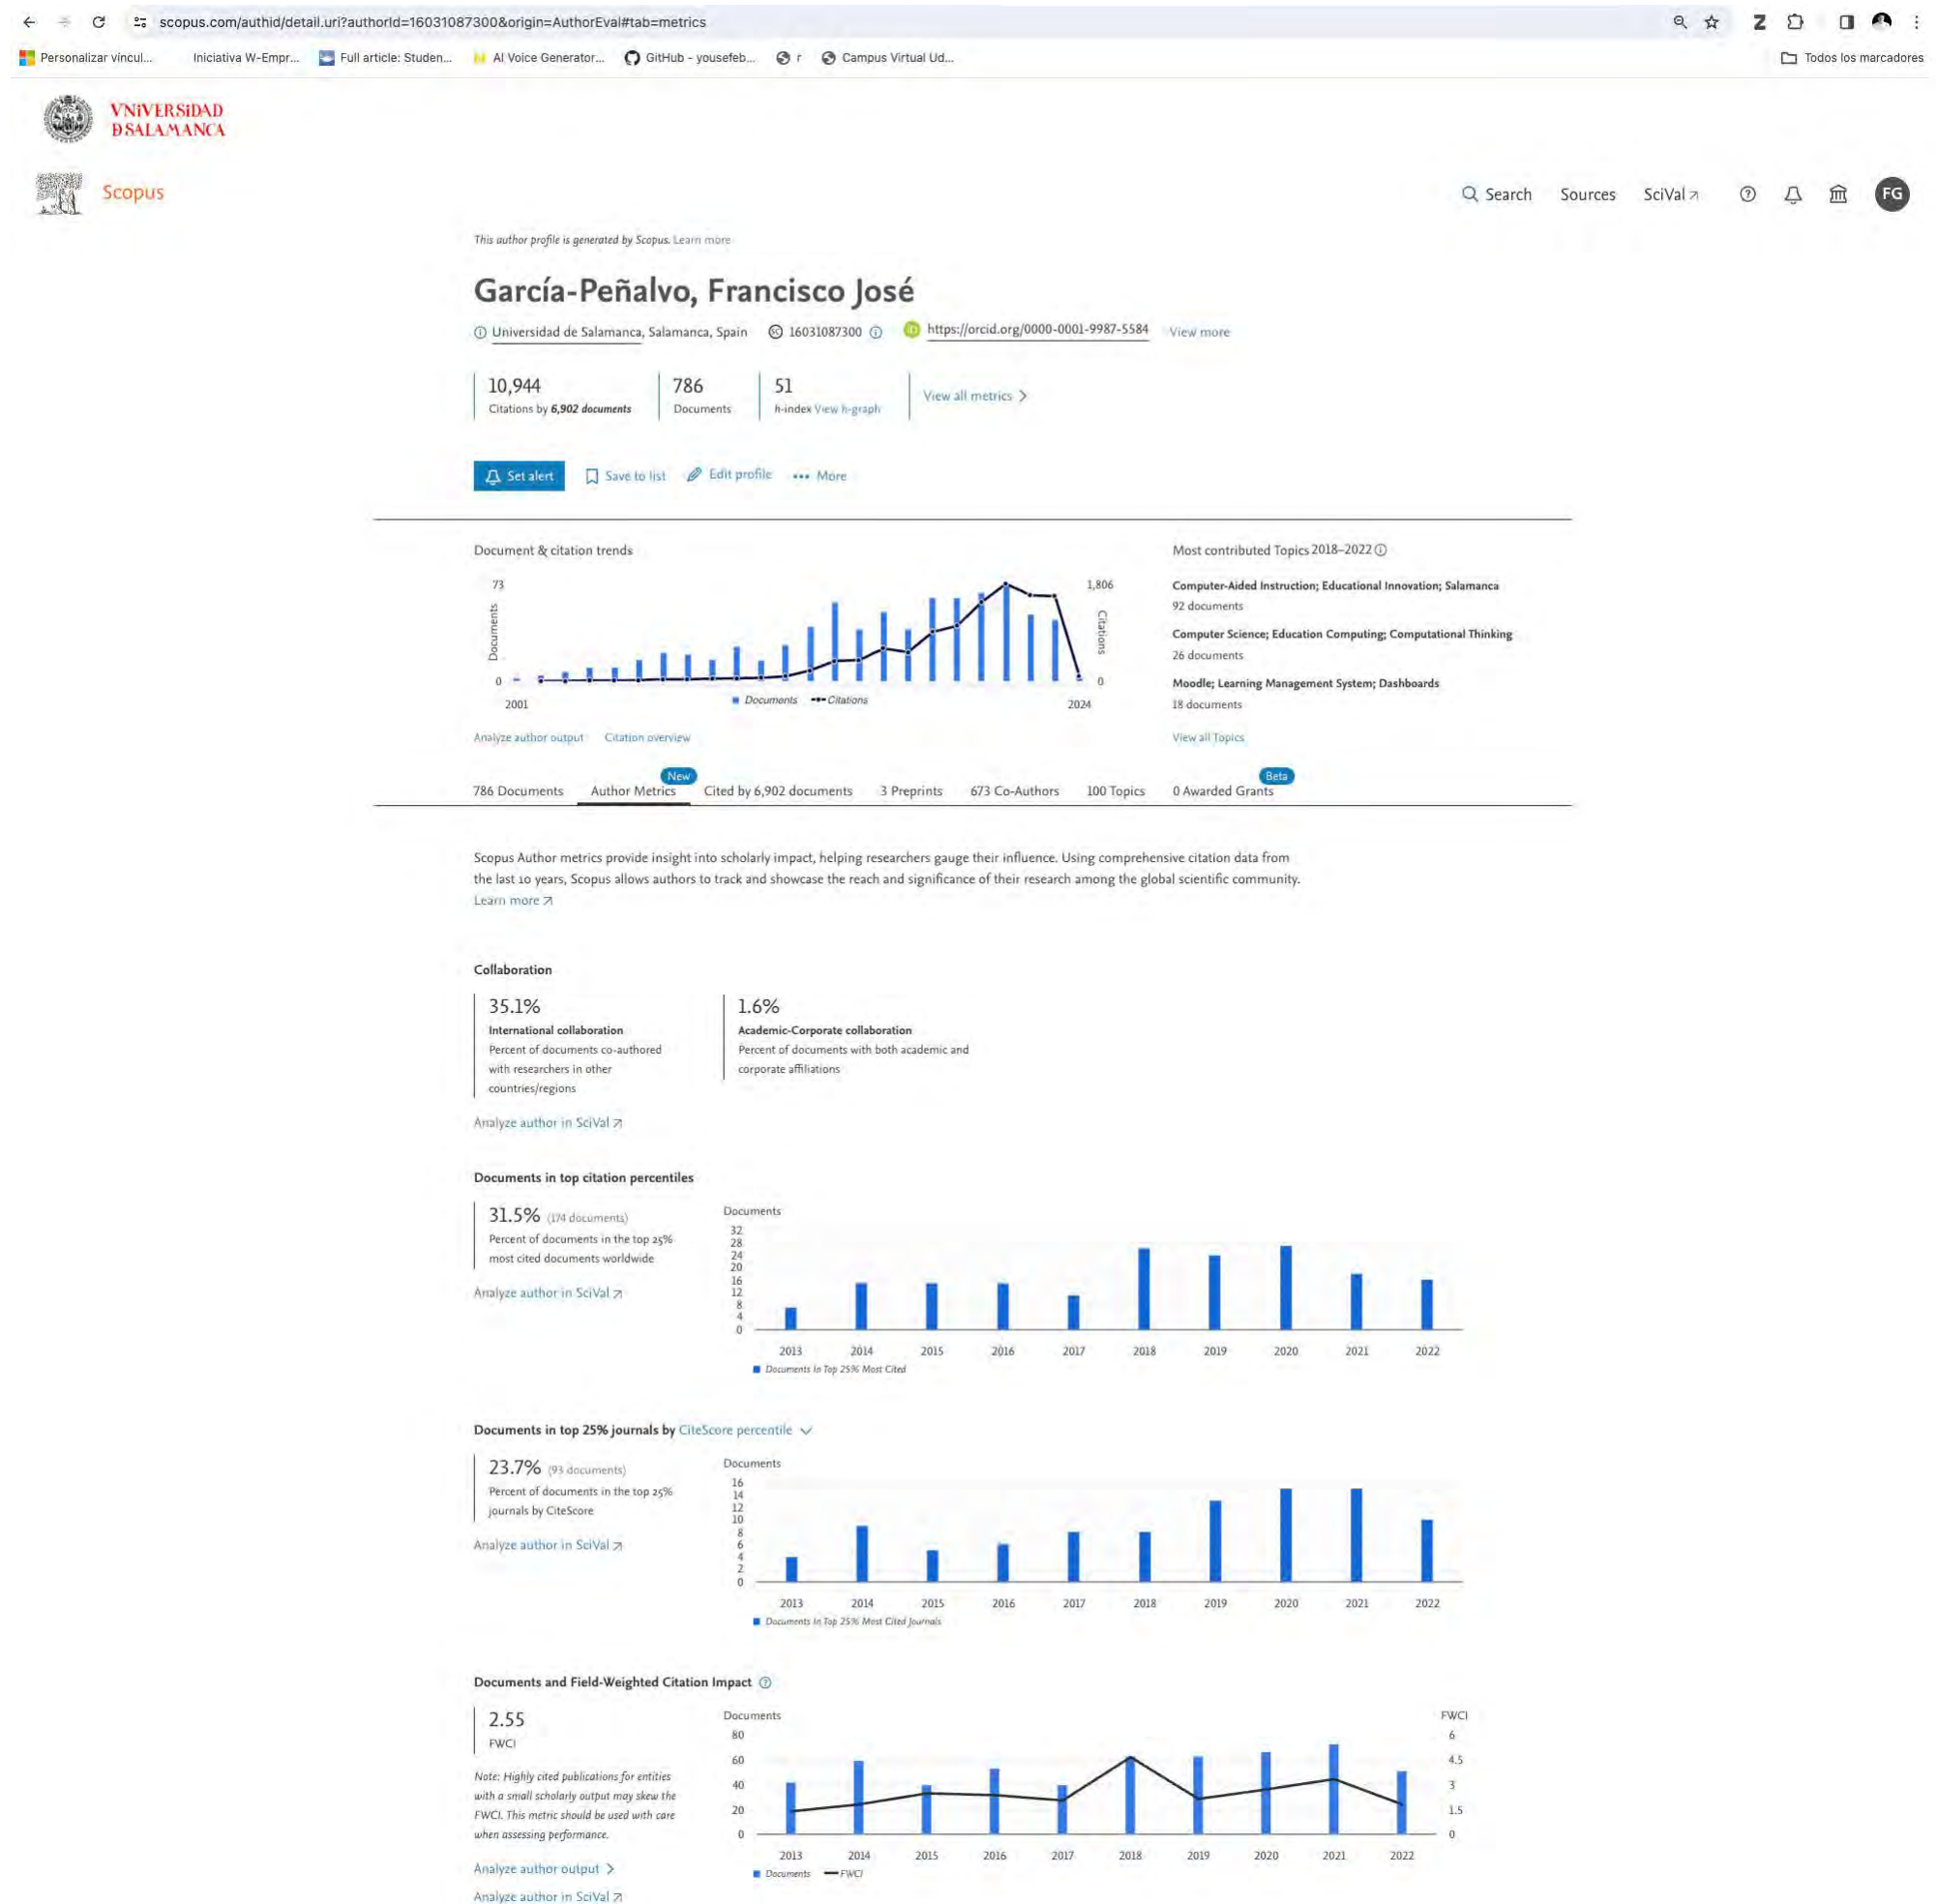 scopus.com/authid/detail.uri?authorId=16031087300&origin=AuthorEval#tab=metrics
Personalizar víncul... Iniciativa W-Empr... Full article: Studen... AI Voice Generator... GitHub - yousefeb... r Campus Virtual Ud... Todos los marcadores
VNiVERSiDAD
D SALAMANCA
Scopus
Search Sources SciVal FG
This author profile is generated by Scopus. Learn more
García-Peñalvo, Francisco José
Universidad de Salamanca, Salamanca, Spain SC 16031087300 iD https://orcid.org/0000-0001-9987-5584 View more
10,944 786 51
Citations by 6,902 documents Documents h-index View h-graph View all metrics
Set alert Save to list Edit profile More
Document & citation trends
73 1,806
Documents Citations
0 0
2001 2024
Documents Citations
Analyze author output Citation overview
Most contributed Topics 2018–2022
Computer-Aided Instruction; Educational Innovation; Salamanca
92 documents
Computer Science; Education Computing; Computational Thinking
26 documents
Moodle; Learning Management System; Dashboards
18 documents
View all Topics
New Beta
786 Documents Author Metrics Cited by 6,902 documents 3 Preprints 673 Co-Authors 100 Topics 0 Awarded Grants
Scopus Author metrics provide insight into scholarly impact, helping researchers gauge their influence. Using comprehensive citation data from
the last 10 years, Scopus allows authors to track and showcase the reach and significance of their research among the global scientific community.
Learn more
Collaboration
35.1%
International collaboration
Percent of documents co-authored
with researchers in other
countries/regions
1.6%
Academic-Corporate collaboration
Percent of documents with both academic and
corporate affiliations
Analyze author in SciVal
Documents in top citation percentiles
31.5% (174 documents)
Percent of documents in the top 25%
most cited documents worldwide
Analyze author in SciVal
Documents
32
28
24
20
16
12
8
4
0
2013 2014 2015 2016 2017 2018 2019 2020 2021 2022
Documents In Top 25% Most Cited
Documents in top 25% journals by CiteScore percentile
23.7% (93 documents)
Percent of documents in the top 25%
journals by CiteScore
Analyze author in SciVal
Documents
16
14
12
10
8
6
4
2
0
2013 2014 2015 2016 2017 2018 2019 2020 2021 2022
Documents In Top 25% Most Cited Journals
Documents and Field-Weighted Citation Impact
2.55
FWCI
Note: Highly cited publications for entities
with a small scholarly output may skew the
FWCI. This metric should be used with care
when assessing performance.
Analyze author output
Analyze author in SciVal
Documents FWCI
80 6
60 4.5
40 3
20 1.5
0 0
2013 2014 2015 2016 2017 2018 2019 2020 2021 2022
Documents FWCI